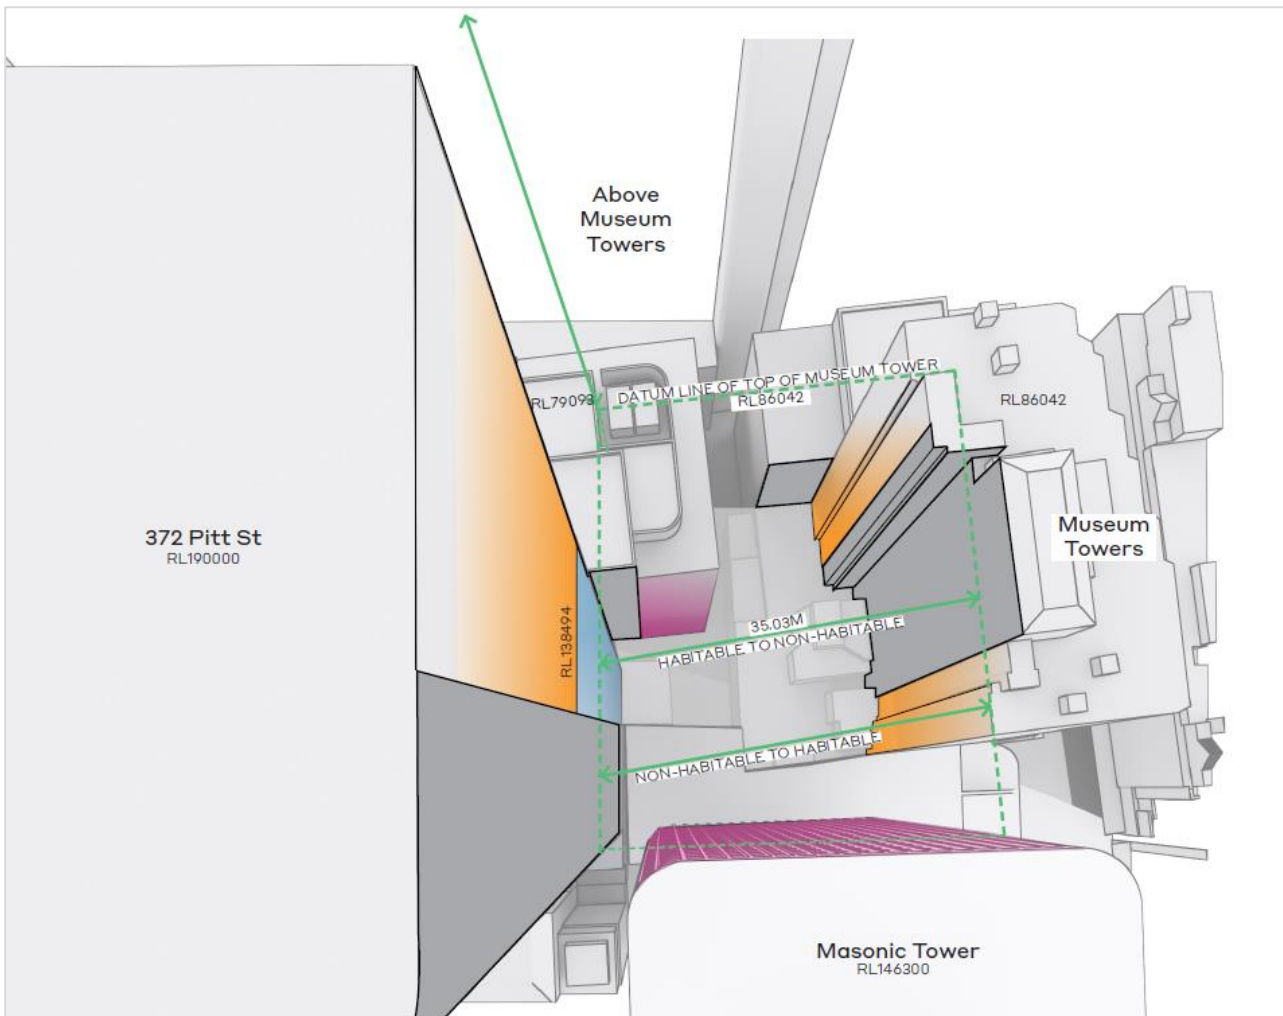 Above
Museum
Towers
DATUM LINE OF TOP OF MUSEUM TOWER
RL79093
RL86042
RL86042
372 Pitt St
RL190000
Museum
Towers
RL138494
35.03M
HABITABLE TO NON-HABITABLE
NON-HABITABLE TO HABITABLE
Masonic Tower
RL146300